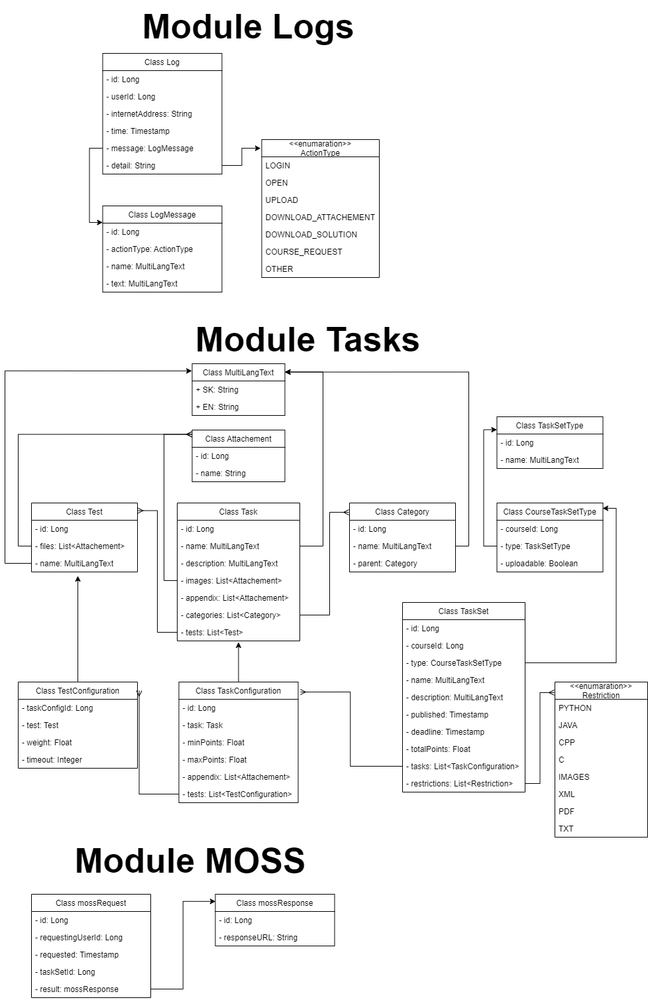 Module Logs
Class Log
- id: Long
- userId: Long
- internetAddress: String
- time: Timestamp
- message: LogMessage
- detail: String
<<enumaration>>
ActionType
LOGIN
OPEN
UPLOAD
DOWNLOAD_ATTACHEMENT
DOWNLOAD_SOLUTION
COURSE_REQUEST
OTHER
Class LogMessage
- id: Long
- actionType: ActionType
- name: MultiLangText
- text: MultiLangText
Module Tasks
Class MultiLangText
+ SK: String
+ EN: String
Class Attachement
- id: Long
- name: String
Class TaskSetType
- id: Long
- name: MultiLangText
Class Test
- id: Long
- files: List<Attachement>
- name: MultiLangText
Class Task
- id: Long
- name: MultiLangText
- description: MultiLangText
- images: List<Attachement>
- appendix: List<Attachement>
- categories: List<Category>
- tests: List<Test>
Class Category
- id: Long
- name: MultiLangText
- parent: Category
Class CourseTaskSetType
- courseId: Long
- type: TaskSetType
- uploadable: Boolean
Class TaskSet
- id: Long
- courseId: Long
- type: CourseTaskSetType
- name: MultiLangText
- description: MultiLangText
- published: Timestamp
- deadline: Timestamp
- totalPoints: Float
- tasks: List<TaskConfiguration>
- restrictions: List<Restriction>
Class TestConfiguration
- taskConfigId: Long
- test: Test
- weight: Float
- timeout: Integer
Class TaskConfiguration
- id: Long
- task: Task
- minPoints: Float
- maxPoints: Float
- appendix: List<Attachement>
- tests: List<TestConfiguration>
<<enumaration>>
Restriction
PYTHON
JAVA
CPP
C
IMAGES
XML
PDF
TXT
Module MOSS
Class mossRequest
- id: Long
- requestingUserId: Long
- requested: Timestamp
- taskSetId: Long
- result: mossResponse
Class mossResponse
- id: Long
- responseURL: String